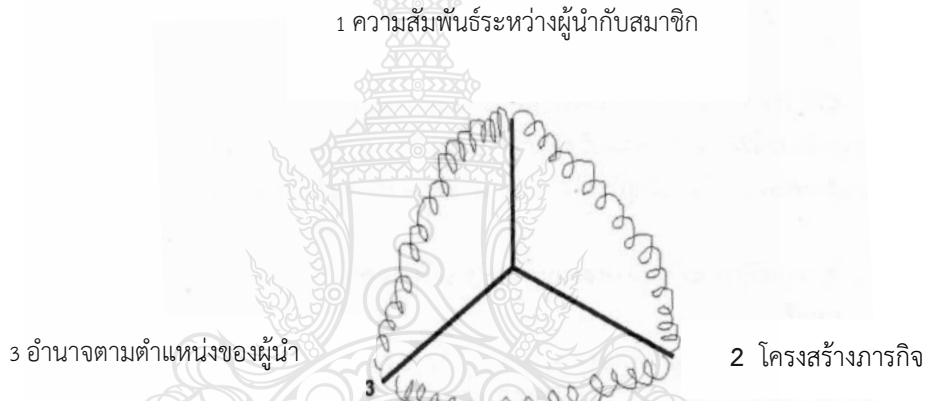 1 ความสัมพันธ์ระหว่างผู้นำกับสมาชิก
3 อำนาจตามตำแหน่งของผู้นำ
2 โครงสร้างภารกิจ
3